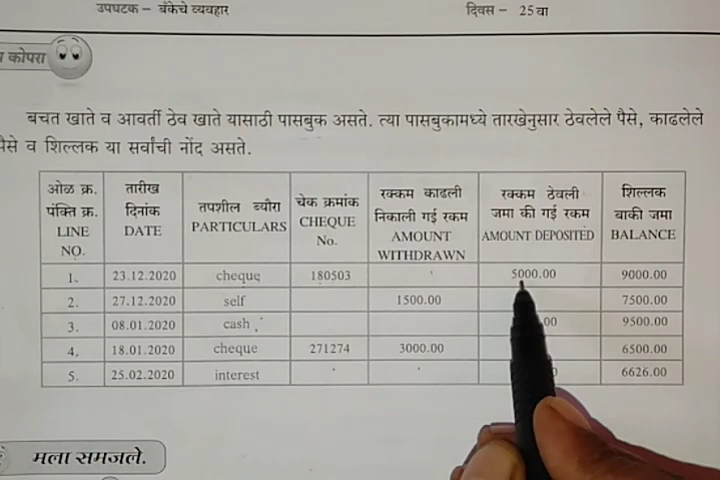 उपघटक – बँकेचे व्यवहार
दिवस – 25 वा
कोपरा
बचत खाते व आवर्ती ठेव खाते यासाठी पासबुक असते. त्या पासबुकामध्ये तारखेनुसार ठेवलेले पैसे, काढलेले
पैसे व शिल्लक या सर्वांची नोंद असते.
ओळ क्र. पंक्ति क्र. LINE NO. तारीख दिनांक DATE तपशील ब्यौरा PARTICULARS चेक क्रमांक CHEQUE No. रक्कम काढली निकाली गई रकम AMOUNT WITHDRAWN रक्कम ठेवली जमा की गई रकम AMOUNT DEPOSITED शिल्लक बाकी जमा BALANCE
1. 23.12.2020 cheque 180503 5000.00 9000.00
2. 27.12.2020 self 1500.00 7500.00
3. 08.01.2020 cash 9500.00
4. 18.01.2020 cheque 271274 3000.00 6500.00
5. 25.02.2020 interest 6626.00
मला समजले.